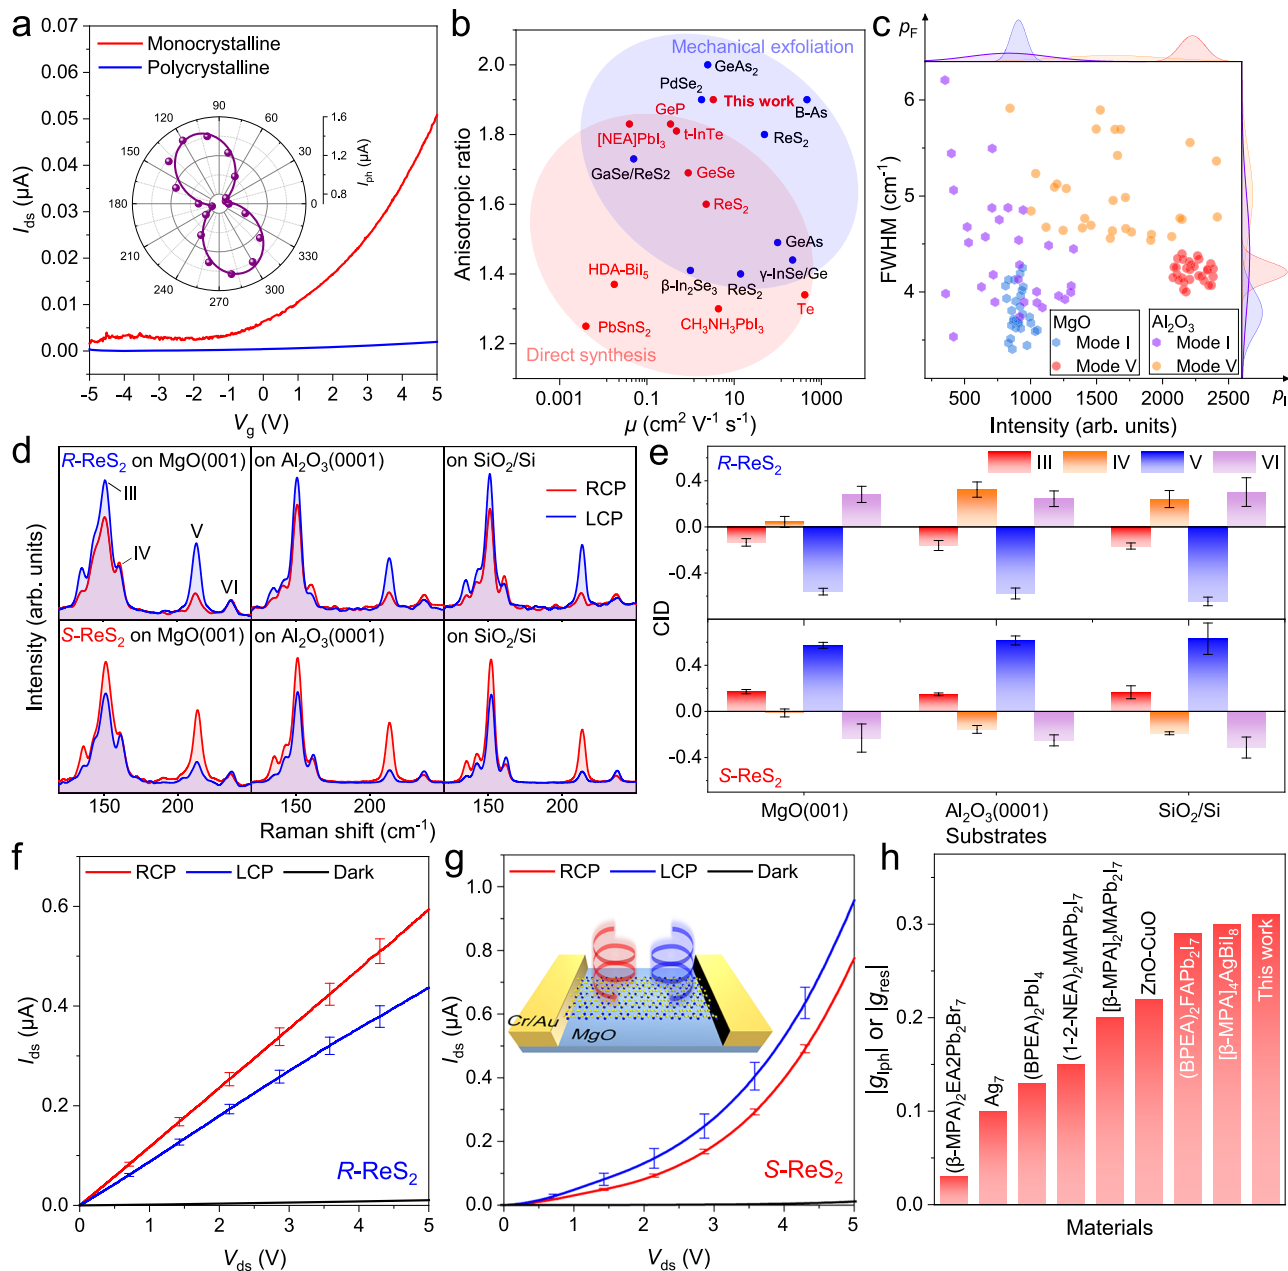 a
0.07
0.06
0.05
0.04
0.03
0.02
0.01
0.00
I_ds (µA)
Monocrystalline
Polycrystalline
90
120
60
150
30
180
0
210
330
240
300
270
1.6
1.2
0.8
I_ph (µA)
-5 -4 -3 -2 -1 0 1 2 3 4 5
V_g (V)
b
Mechanical exfoliation
2.0
1.8
1.6
1.4
1.2
Anisotropic ratio
GeAs₂
PdSe₂
This work
B-As
GeP
[NEA]PbI₃
t-InTe
ReS₂
GaSe/ReS2
GeSe
ReS₂
GeAs
γ-InSe/Ge
HDA-BiI₅
β-In₂Se₃
ReS₂
Te
PbSnS₂
CH₃NH₃PbI₃
Direct synthesis
0.001 0.1 10 1000
µ (cm² V⁻¹ s⁻¹)
c
p_F
6
5
4
FWHM (cm⁻¹)
MgO
Mode I
Mode V
Al₂O₃
Mode I
Mode V
500 1000 1500 2000 2500
p_I
Intensity (arb. units)
d
R-ReS₂ on MgO(001)
on Al₂O₃(0001)
on SiO₂/Si
III
IV
V
VI
RCP
LCP
S-ReS₂ on MgO(001)
on Al₂O₃(0001)
on SiO₂/Si
Intensity (arb. units)
150 200 150 200 150 200
Raman shift (cm⁻¹)
e
R-ReS₂
III IV V VI
0.4
0.0
-0.4
0.4
0.0
-0.4
CID
S-ReS₂
MgO(001) Al₂O₃(0001) SiO₂/Si
Substrates
f
RCP LCP Dark
0.6
0.4
0.2
0.0
I_ds (µA)
R-ReS₂
0 1 2 3 4 5
V_ds (V)
g
RCP LCP Dark
1.0
0.8
0.6
0.4
0.2
0.0
I_ds (µA)
Cr/Au
MgO
S-ReS₂
0 1 2 3 4 5
V_ds (V)
h
0.3
0.2
0.1
0.0
|g_Iph| or |g_res|
(β-MPA)₂EA2Pb₂Br₇
Ag₇
(BPEA)₂PbI₄
(1-2-NEA)₂MAPb₂I₇
[β-MPA]₂MAPb₂I₇
ZnO-CuO
(BPEA)₂FAPb₂I₇
[β-MPA]₄AgBiI₈
This work
Materials